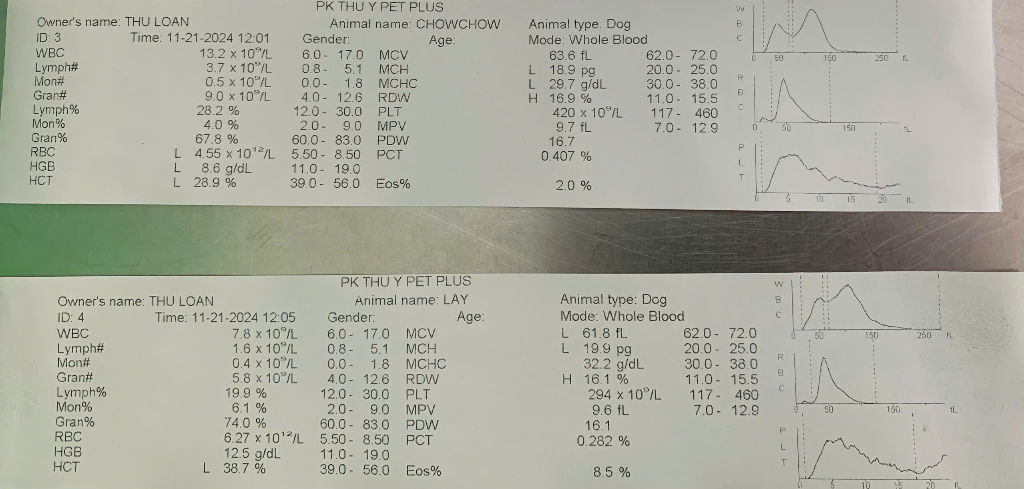 PK THU Y PET PLUS
Owner's name: THU LOAN Animal name: CHOWCHOW Animal type: Dog
ID: 3 Time: 11-21-2024 12:01 Gender: Age: Mode: Whole Blood
WBC 13.2 x 10^9/L 6.0 - 17.0 MCV 63.6 fL 62.0 - 72.0
Lymph# 3.7 x 10^9/L 0.8 - 5.1 MCH L 18.9 pg 20.0 - 25.0
Mon# 0.5 x 10^9/L 0.0 - 1.8 MCHC L 29.7 g/dL 30.0 - 38.0
Gran# 9.0 x 10^9/L 4.0 - 12.6 RDW H 16.9 % 11.0 - 15.5
Lymph% 28.2 % 12.0 - 30.0 PLT 420 x 10^9/L 117 - 460
Mon% 4.0 % 2.0 - 9.0 MPV 9.7 fL 7.0 - 12.9
Gran% 67.8 % 60.0 - 83.0 PDW 16.7
RBC L 4.55 x 10^12/L 5.50 - 8.50 PCT 0.407 %
HGB L 8.6 g/dL 11.0 - 19.0
HCT L 28.9 % 39.0 - 56.0 Eos% 2.0 %
WBC
0 50 150 250 fL
RBC
0 50 150 fL
PLT
0 5 10 15 20 fL
PK THU Y PET PLUS
Owner's name: THU LOAN Animal name: LAY Animal type: Dog
ID: 4 Time: 11-21-2024 12:05 Gender: Age: Mode: Whole Blood
WBC 7.8 x 10^9/L 6.0 - 17.0 MCV L 61.8 fL 62.0 - 72.0
Lymph# 1.6 x 10^9/L 0.8 - 5.1 MCH L 19.9 pg 20.0 - 25.0
Mon# 0.4 x 10^9/L 0.0 - 1.8 MCHC 32.2 g/dL 30.0 - 38.0
Gran# 5.8 x 10^9/L 4.0 - 12.6 RDW H 16.1 % 11.0 - 15.5
Lymph% 19.9 % 12.0 - 30.0 PLT 294 x 10^9/L 117 - 460
Mon% 6.1 % 2.0 - 9.0 MPV 9.6 fL 7.0 - 12.9
Gran% 74.0 % 60.0 - 83.0 PDW 16.1
RBC 6.27 x 10^12/L 5.50 - 8.50 PCT 0.282 %
HGB 12.5 g/dL 11.0 - 19.0
HCT L 38.7 % 39.0 - 56.0 Eos% 8.5 %
WBC
0 50 150 250 fL
RBC
0 50 150 fL
PLT
5 10 15 20 fL